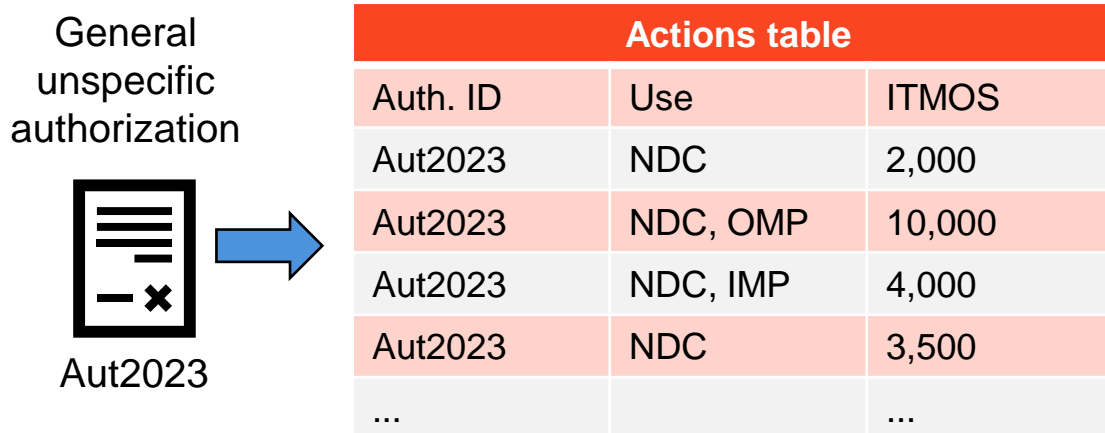 General
unspecific
authorization
Aut2023
Actions table
Auth. ID Use ITMOS
Aut2023 NDC 2,000
Aut2023 NDC, OMP 10,000
Aut2023 NDC, IMP 4,000
Aut2023 NDC 3,500
... ...